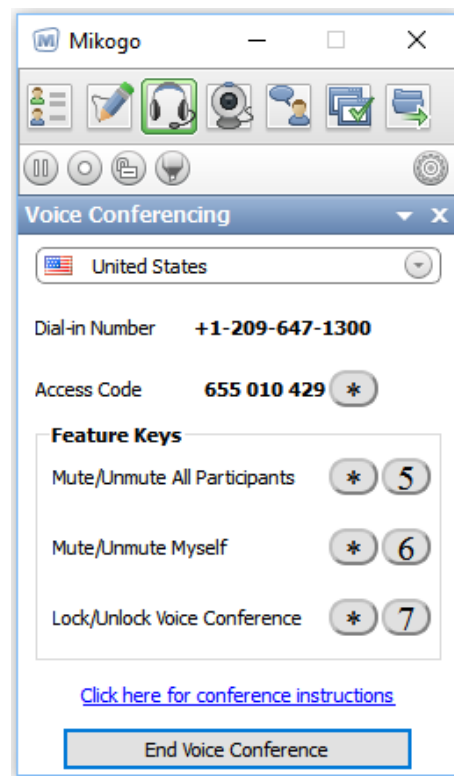 Mikogo
Voice Conferencing
United States
Dial-in Number +1-209-647-1300
Access Code 655 010 429 *
Feature Keys
Mute/Unmute All Participants * 5
Mute/Unmute Myself * 6
Lock/Unlock Voice Conference * 7
Click here for conference instructions
End Voice Conference